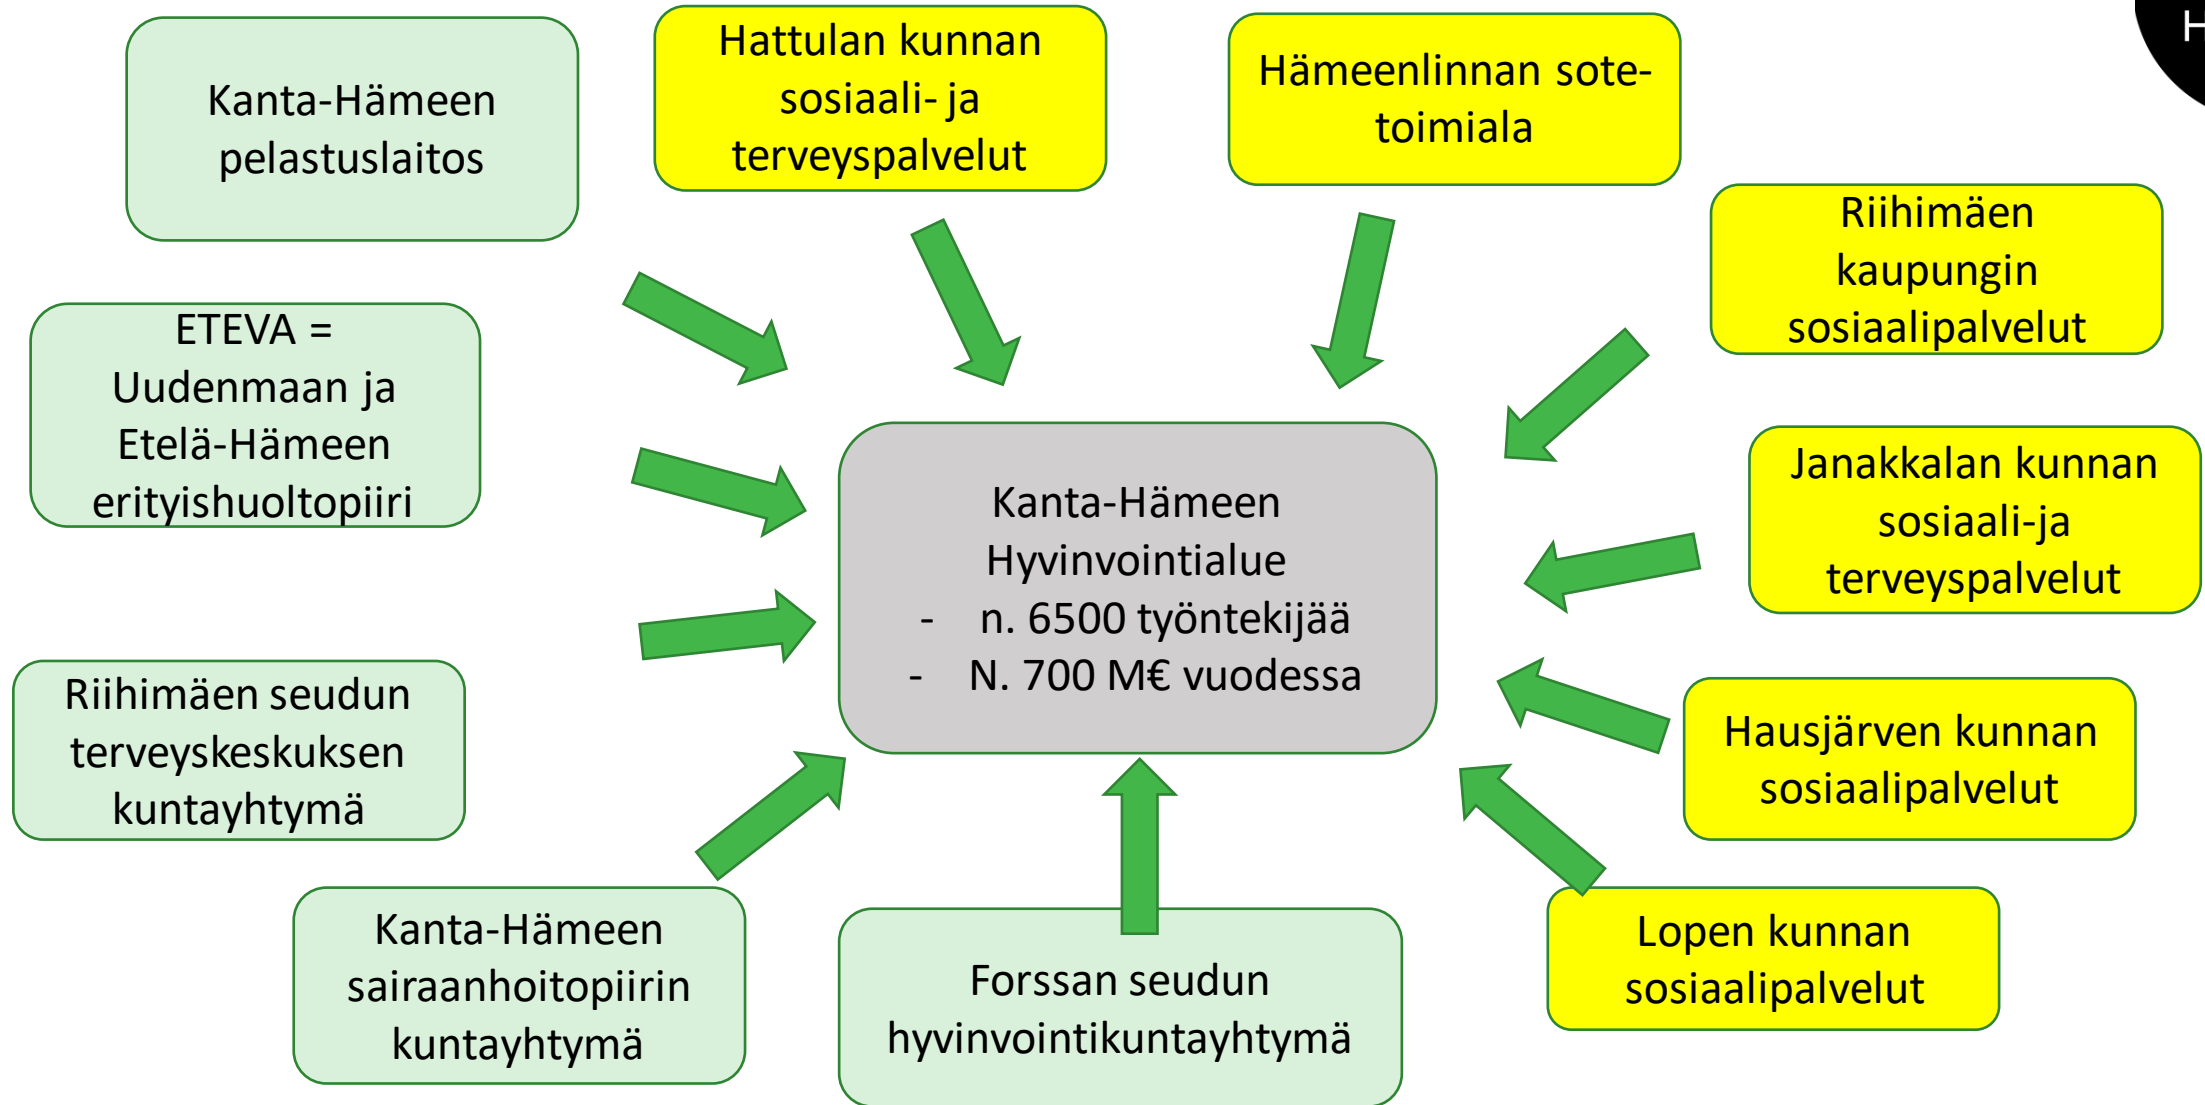 Kanta-Hämeen
pelastuslaitos
Hattulan kunnan
sosiaali- ja
terveyspalvelut
Hämeenlinnan sote-
toimiala
H
Riihimäen
kaupungin
sosiaalipalvelut
ETEVA =
Uudenmaan ja
Etelä-Hämeen
erityishuoltopiiri
Kanta-Hämeen
Hyvinvointialue
- n. 6500 työntekijää
- N. 700 M€ vuodessa
Janakkalan kunnan
sosiaali-ja
terveyspalvelut
Riihimäen seudun
terveyskeskuksen
kuntayhtymä
Hausjärven kunnan
sosiaalipalvelut
Kanta-Hämeen
sairaanhoitopiirin
kuntayhtymä
Forssan seudun
hyvinvointikuntayhtymä
Lopen kunnan
sosiaalipalvelut